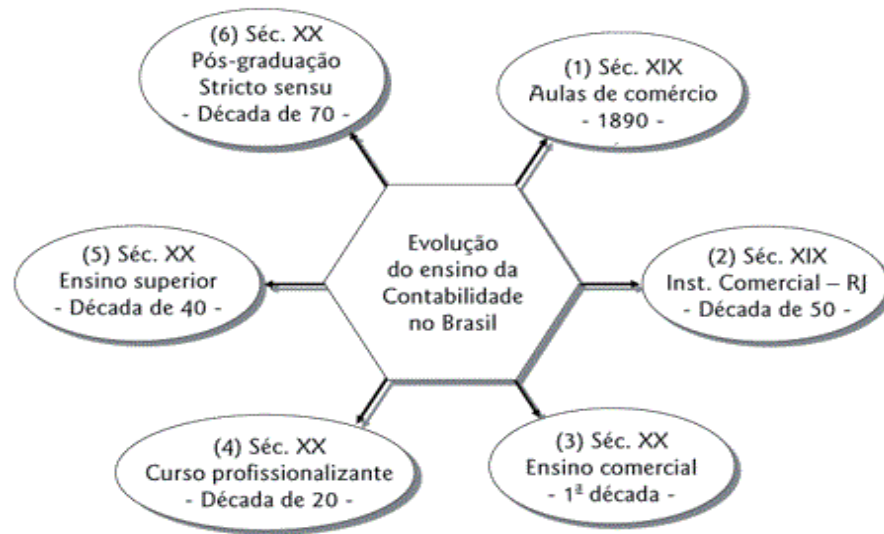 Evolução
do ensino da
Contabilidade
no Brasil
(1) Séc. XIX
Aulas de comércio
- 1890 -
(2) Séc. XIX
Inst. Comercial – RJ
- Década de 50 -
(3) Séc. XX
Ensino comercial
- 1ª década -
(4) Séc. XX
Curso profissionalizante
- Década de 20 -
(5) Séc. XX
Ensino superior
- Década de 40 -
(6) Séc. XX
Pós-graduação
Stricto sensu
- Década de 70 -